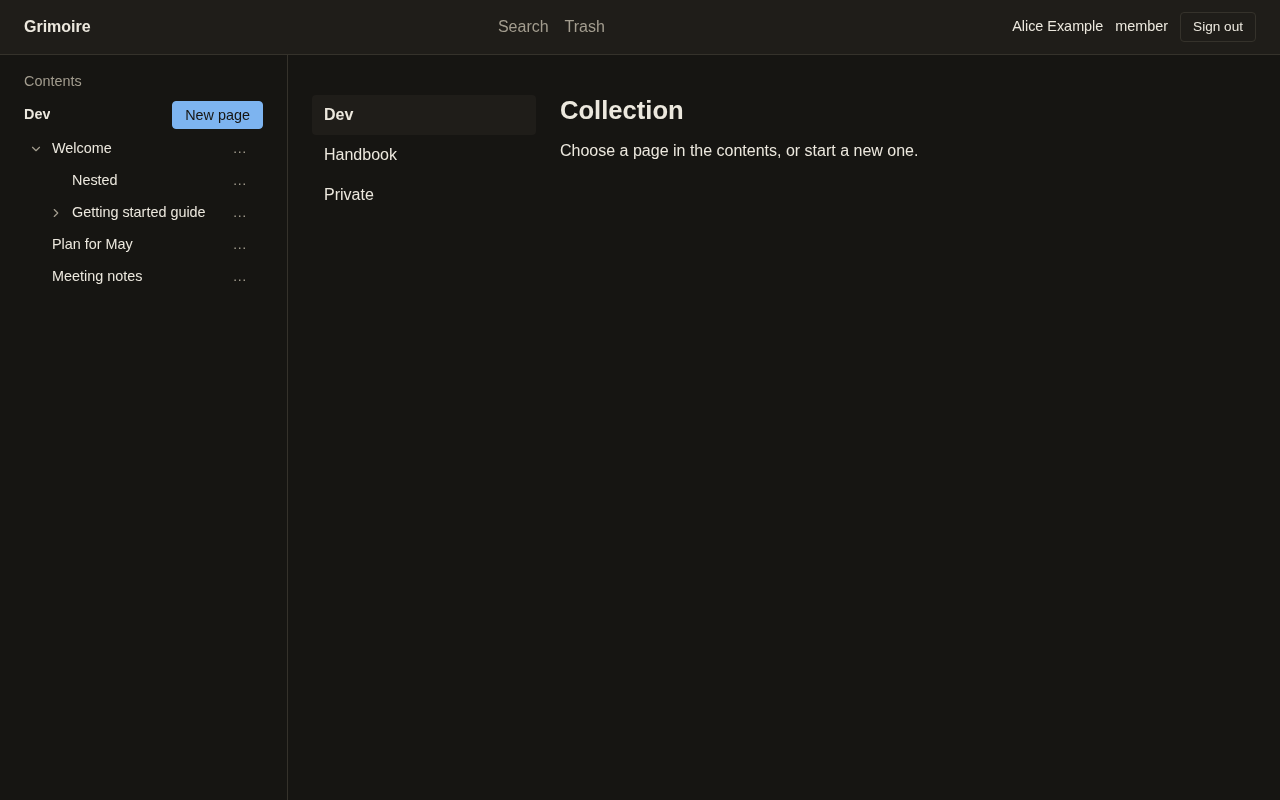 Grimoire
Search Trash
Alice Example member Sign out
Contents
Dev New page
Welcome ...
Nested ...
Getting started guide ...
Plan for May ...
Meeting notes ...
Dev
Handbook
Private
Collection
Choose a page in the contents, or start a new one.